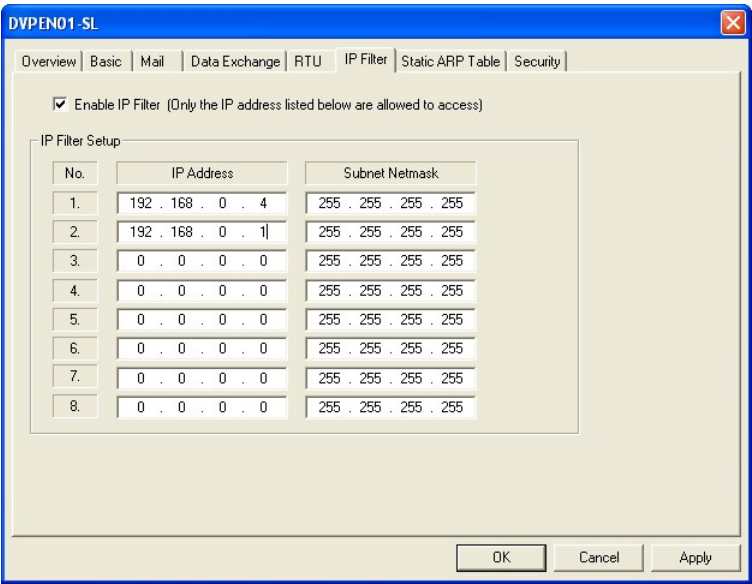 DVPEN01-SL
Overview Basic Mail Data Exchange RTU IP Filter Static ARP Table Security
Enable IP Filter (Only the IP address listed below are allowed to access)
IP Filter Setup
No. IP Address Subnet Netmask
1. 192 . 168 . 0 . 4 255 . 255 . 255 . 255
2. 192 . 168 . 0 . 1 255 . 255 . 255 . 255
3. 0 . 0 . 0 . 0 255 . 255 . 255 . 255
4. 0 . 0 . 0 . 0 255 . 255 . 255 . 255
5. 0 . 0 . 0 . 0 255 . 255 . 255 . 255
6. 0 . 0 . 0 . 0 255 . 255 . 255 . 255
7. 0 . 0 . 0 . 0 255 . 255 . 255 . 255
8. 0 . 0 . 0 . 0 255 . 255 . 255 . 255
OK Cancel Apply